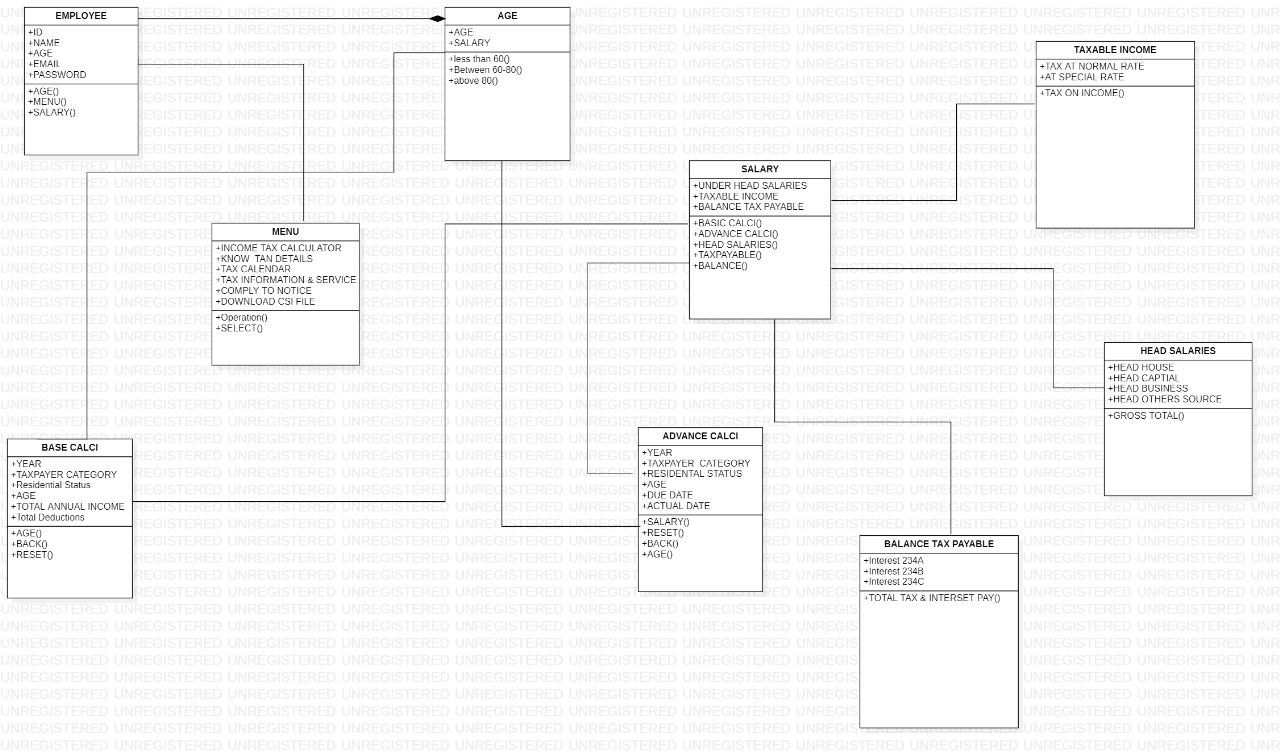 EMPLOYEE
+ID
+NAME
+AGE
+EMAIL
+PASSWORD
+AGE()
+MENU()
+SALARY()
AGE
+AGE
+SALARY
+less than 60()
+Between 60-80()
+above 80()
TAXABLE INCOME
+TAX AT NORMAL RATE
+AT SPECIAL RATE
+TAX ON INCOME()
SALARY
+UNDER HEAD SALARIES
+TAXABLE INCOME
+BALANCE TAX PAYABLE
+BASIC CALCI()
+ADVANCE CALCI()
+HEAD SALARIES()
+TAXPAYABLE()
+BALANCE()
MENU
+INCOME TAX CALCULATOR
+KNOW  TAN DETAILS
+TAX CALENDAR
+TAX INFORMATION & SERVICE
+COMPLY TO NOTICE
+DOWNLOAD CSI FILE
+Operation()
+SELECT()
HEAD SALARIES
+HEAD HOUSE
+HEAD CAPTIAL
+HEAD BUSINESS
+HEAD OTHERS SOURCE
+GROSS TOTAL()
BASE CALCI
+YEAR
+TAXPAYER CATEGORY
+Residential Status
+AGE
+TOTAL ANNUAL INCOME
+Total Deductions
+AGE()
+BACK()
+RESET()
ADVANCE CALCI
+YEAR
+TAXPAYER  CATEGORY
+RESIDENTAL STATUS
+AGE
+DUE DATE
+ACTUAL DATE
+SALARY()
+RESET()
+BACK()
+AGE()
BALANCE TAX PAYABLE
+Interest 234A
+Interest 234B
+Interest 234C
+TOTAL TAX & INTERSET PAY()
UNREGISTERED